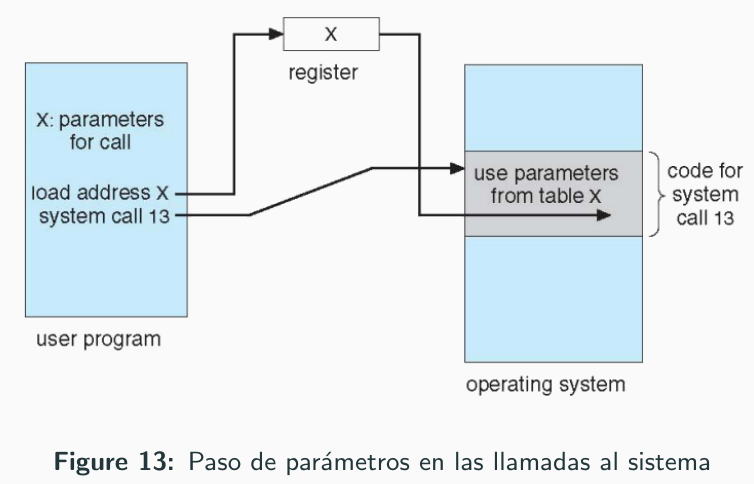 X
register
X: parameters
for call
load address X
system call 13
user program
use parameters
from table X
code for
system
call 13
operating system
Figure 13: Paso de parámetros en las llamadas al sistema